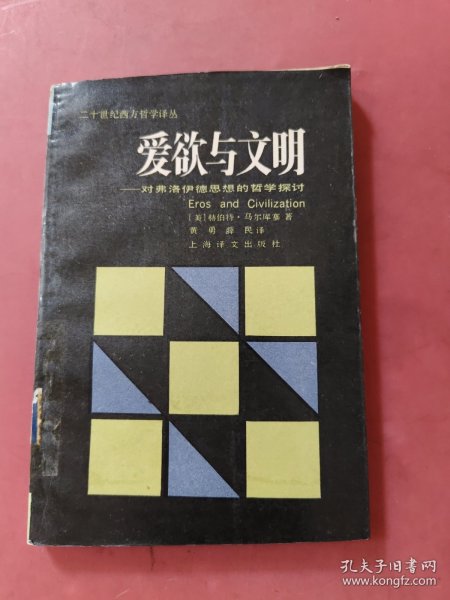 二十世纪西方哲学译丛
爱欲与文明
——对弗洛伊德思想的哲学探讨
Eros and Civilization
[美]赫伯特·马尔库塞 著
黄勇 薛民 译
上海译文出版社
孔夫子旧书网
www.kongfz.com